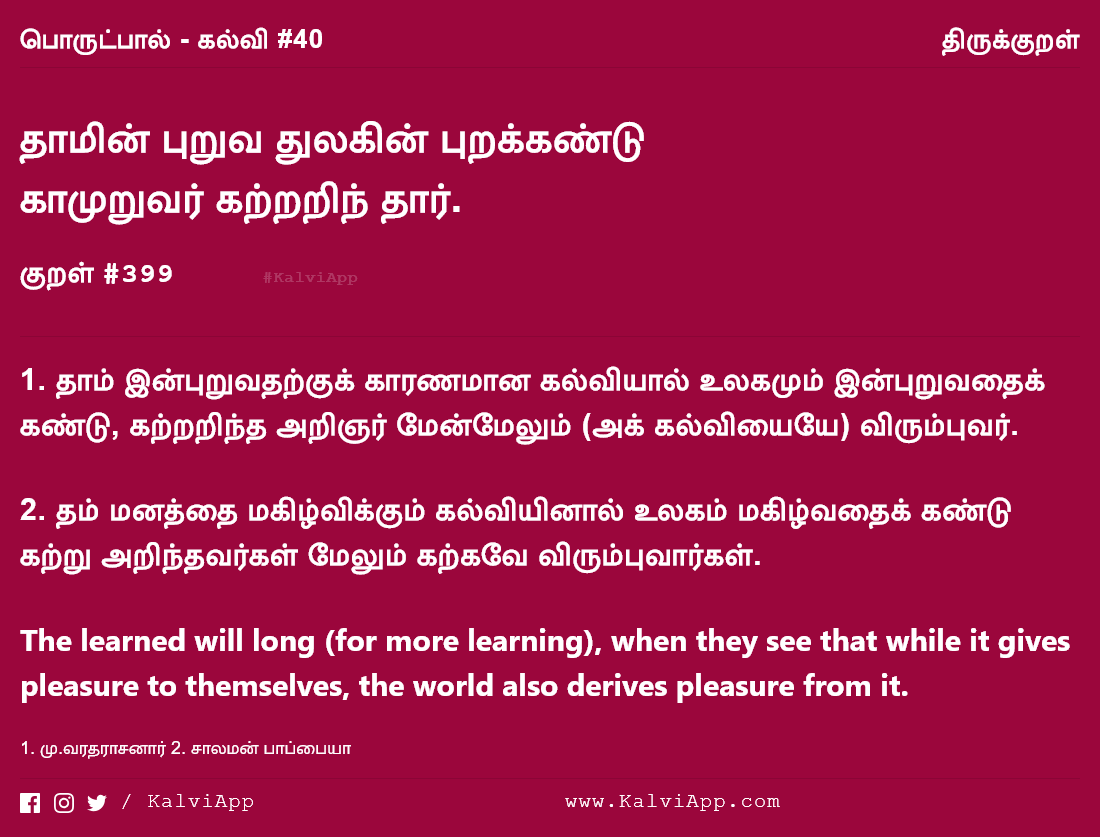 பொருட்பால் - கல்வி #40
திருக்குறள்
தாமின் புறுவ துலகின் புறக்கண்டு
காமுறுவர் கற்றறிந் தார்.
குறள் #399
#KalviApp
1. தாம் இன்புறுவதற்குக் காரணமான கல்வியால் உலகமும் இன்புறுவதைக்
கண்டு, கற்றறிந்த அறிஞர் மேன்மேலும் (அக் கல்வியையே) விரும்புவர்.
2. தம் மனத்தை மகிழ்விக்கும் கல்வியினால் உலகம் மகிழ்வதைக் கண்டு
கற்று அறிந்தவர்கள் மேலும் கற்கவே விரும்புவார்கள்.
The learned will long (for more learning), when they see that while it gives
pleasure to themselves, the world also derives pleasure from it.
1. மு.வரதராசனார் 2. சாலமன் பாப்பையா
/ KalviApp
www.KalviApp.com